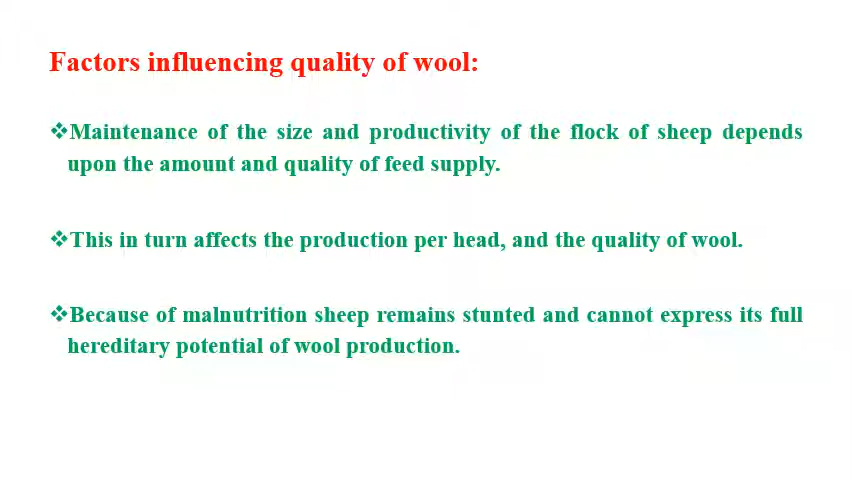 Factors influencing quality of wool:
❖Maintenance of the size and productivity of the flock of sheep depends
upon the amount and quality of feed supply.
❖This in turn affects the production per head, and the quality of wool.
❖Because of malnutrition sheep remains stunted and cannot express its full
hereditary potential of wool production.